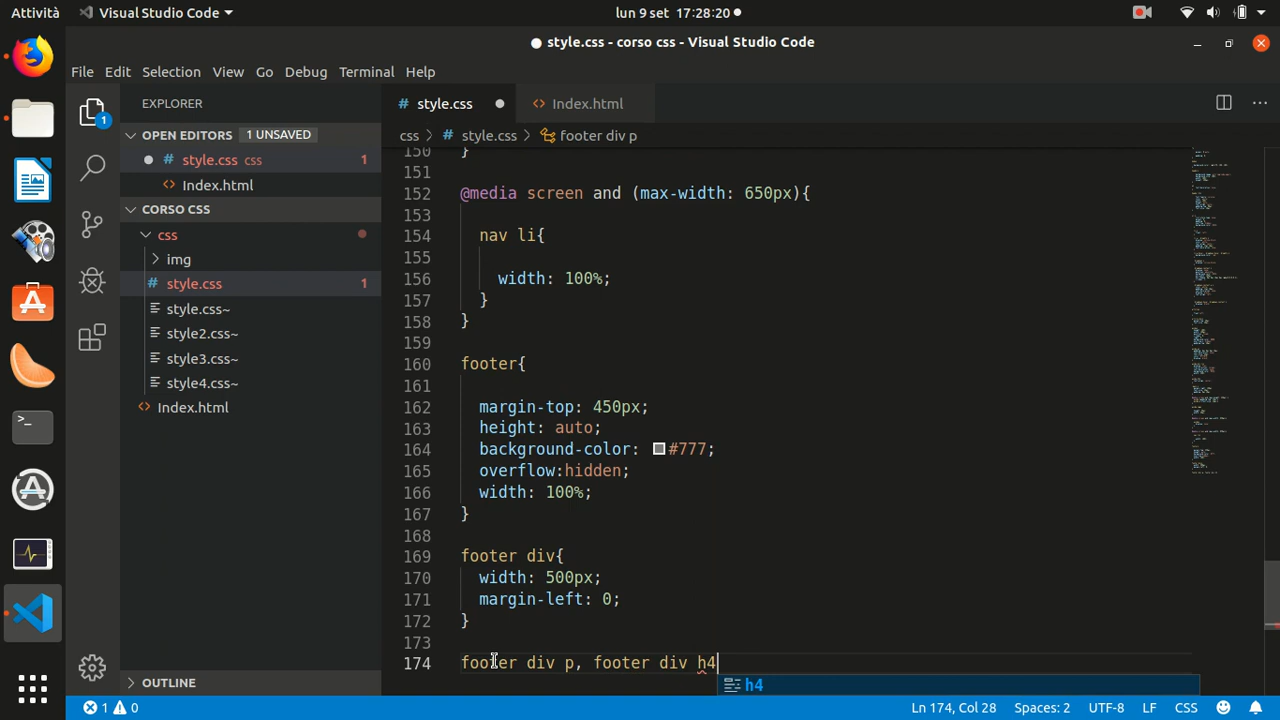 Attività
Visual Studio Code
lun 9 set 17:28:20
style.css - corso css - Visual Studio Code
File Edit Selection View Go Debug Terminal Help
EXPLORER
OPEN EDITORS 1 UNSAVED
style.css css 1
Index.html
CORSO CSS
css
img
style.css 1
style.css~
style2.css~
style3.css~
style4.css~
Index.html
OUTLINE
1
# style.css
<> Index.html
css > # style.css > footer div p
150 }
151
152 @media screen and (max-width: 650px){
153
154 nav li{
155
156 width: 100%;
157 }
158 }
159
160 footer{
161
162 margin-top: 450px;
163 height: auto;
164 background-color: #777;
165 overflow:hidden;
166 width: 100%;
167 }
168
169 footer div{
170 width: 500px;
171 margin-left: 0;
172 }
173
174 footer div p, footer div h4
h4
1 0
Ln 174, Col 28 Spaces: 2 UTF-8 LF CSS